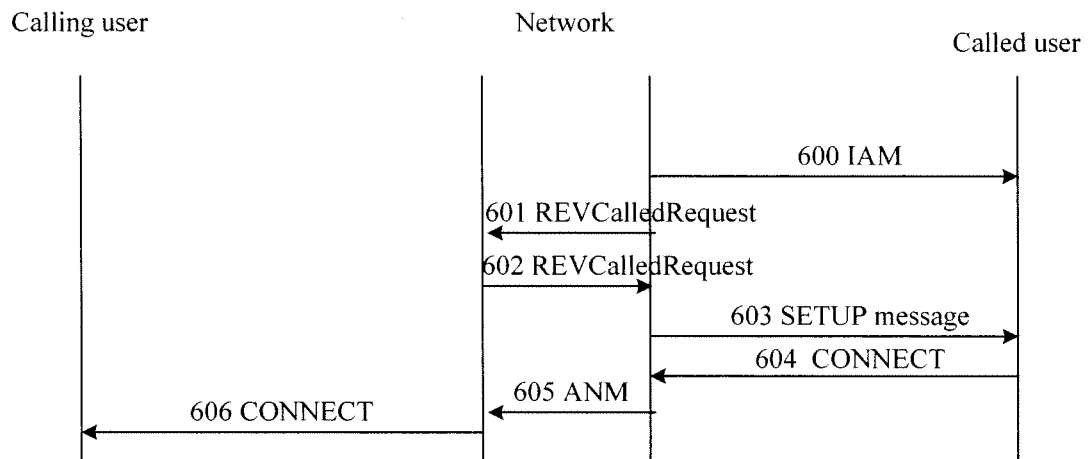 Calling user
Network
Called user
600 IAM
601 REVCalledRequest
602 REVCalledRequest
603 SETUP message
604 CONNECT
605 ANM
606 CONNECT